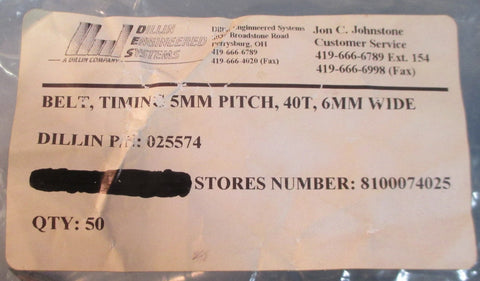 DILLIN
ENGINEERED
SYSTEMS
A DILLIN COMPANY
Engineered Systems
Broadstone Road
Perrysburg, OH
419-666-6789
419-666-4020 (Fax)
Jon C. Johnstone
Customer Service
419-666-6789 Ext. 154
419-666-6998 (Fax)
BELT, TIMING 5MM PITCH, 40T, 6MM WIDE
DILLIN P/N: 025574
STORES NUMBER: 8100074025
QTY: 50